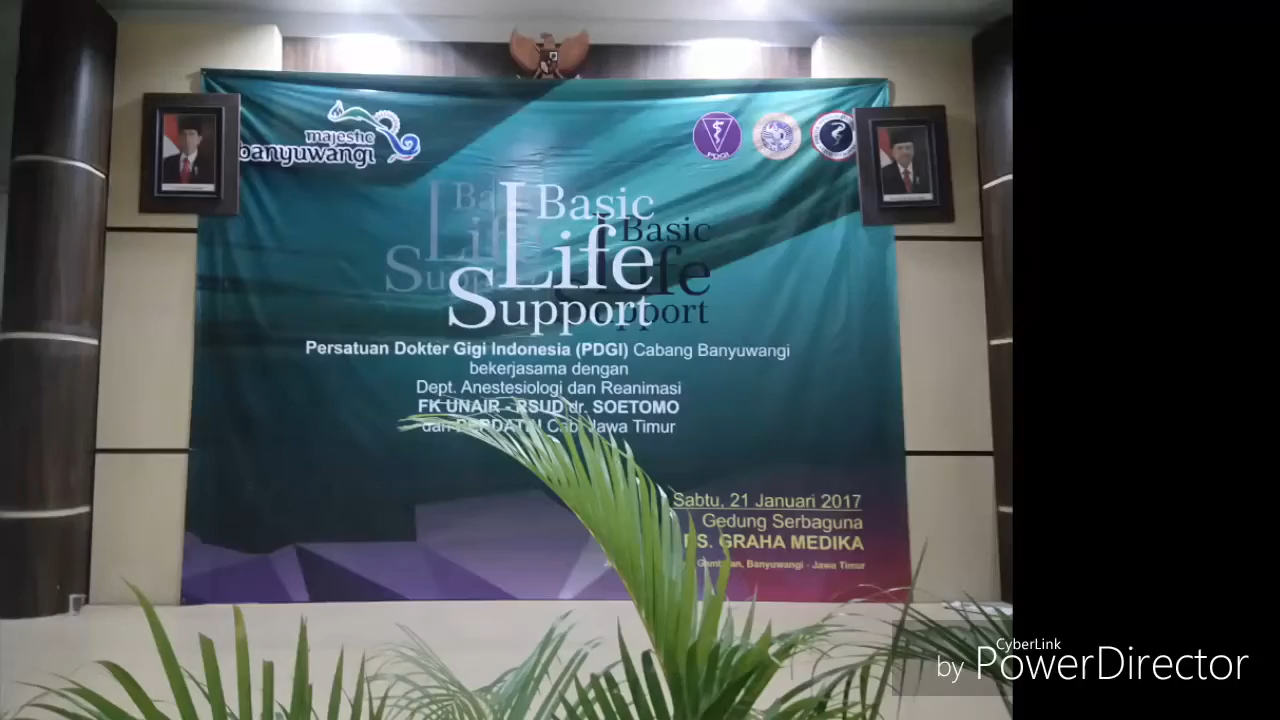 majestic
banyuwangi
PDGI
Basic
Life
Support
Basic
Life
Support
Persatuan Dokter Gigi Indonesia (PDGI) Cabang Banyuwangi
bekerjasama dengan
Dept. Anestesiologi dan Reanimasi
FK UNAIR - RSUD dr. SOETOMO
dan Jawa Timur
Sabtu, 21 Januari 2017
Gedung Serbaguna
RS. GRAHA MEDIKA
Banyuwangi - Jawa Timur
CyberLink
by PowerDirector